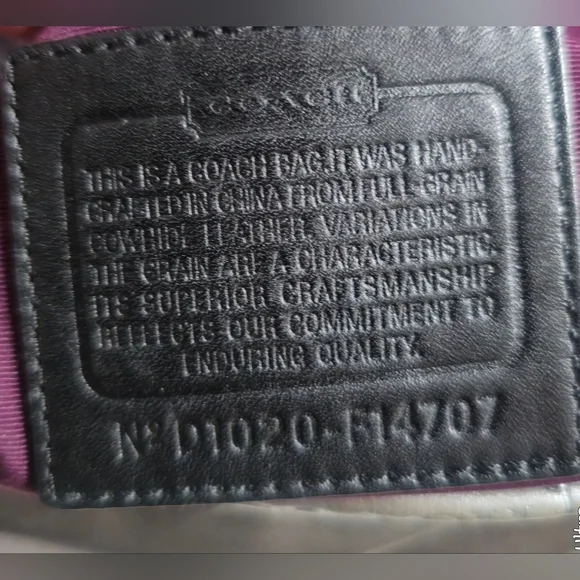 COACH
THIS IS A COACH BAG. IT WAS HAND-
CRAFTED IN CHINA FROM FULL-GRAIN
COWHIDE LEATHER. VARIATIONS IN
THE GRAIN ARE A CHARACTERISTIC.
ITS SUPERIOR CRAFTSMANSHIP
REFLECTS OUR COMMITMENT TO
ENDURING QUALITY.
Nº D1020-F14707